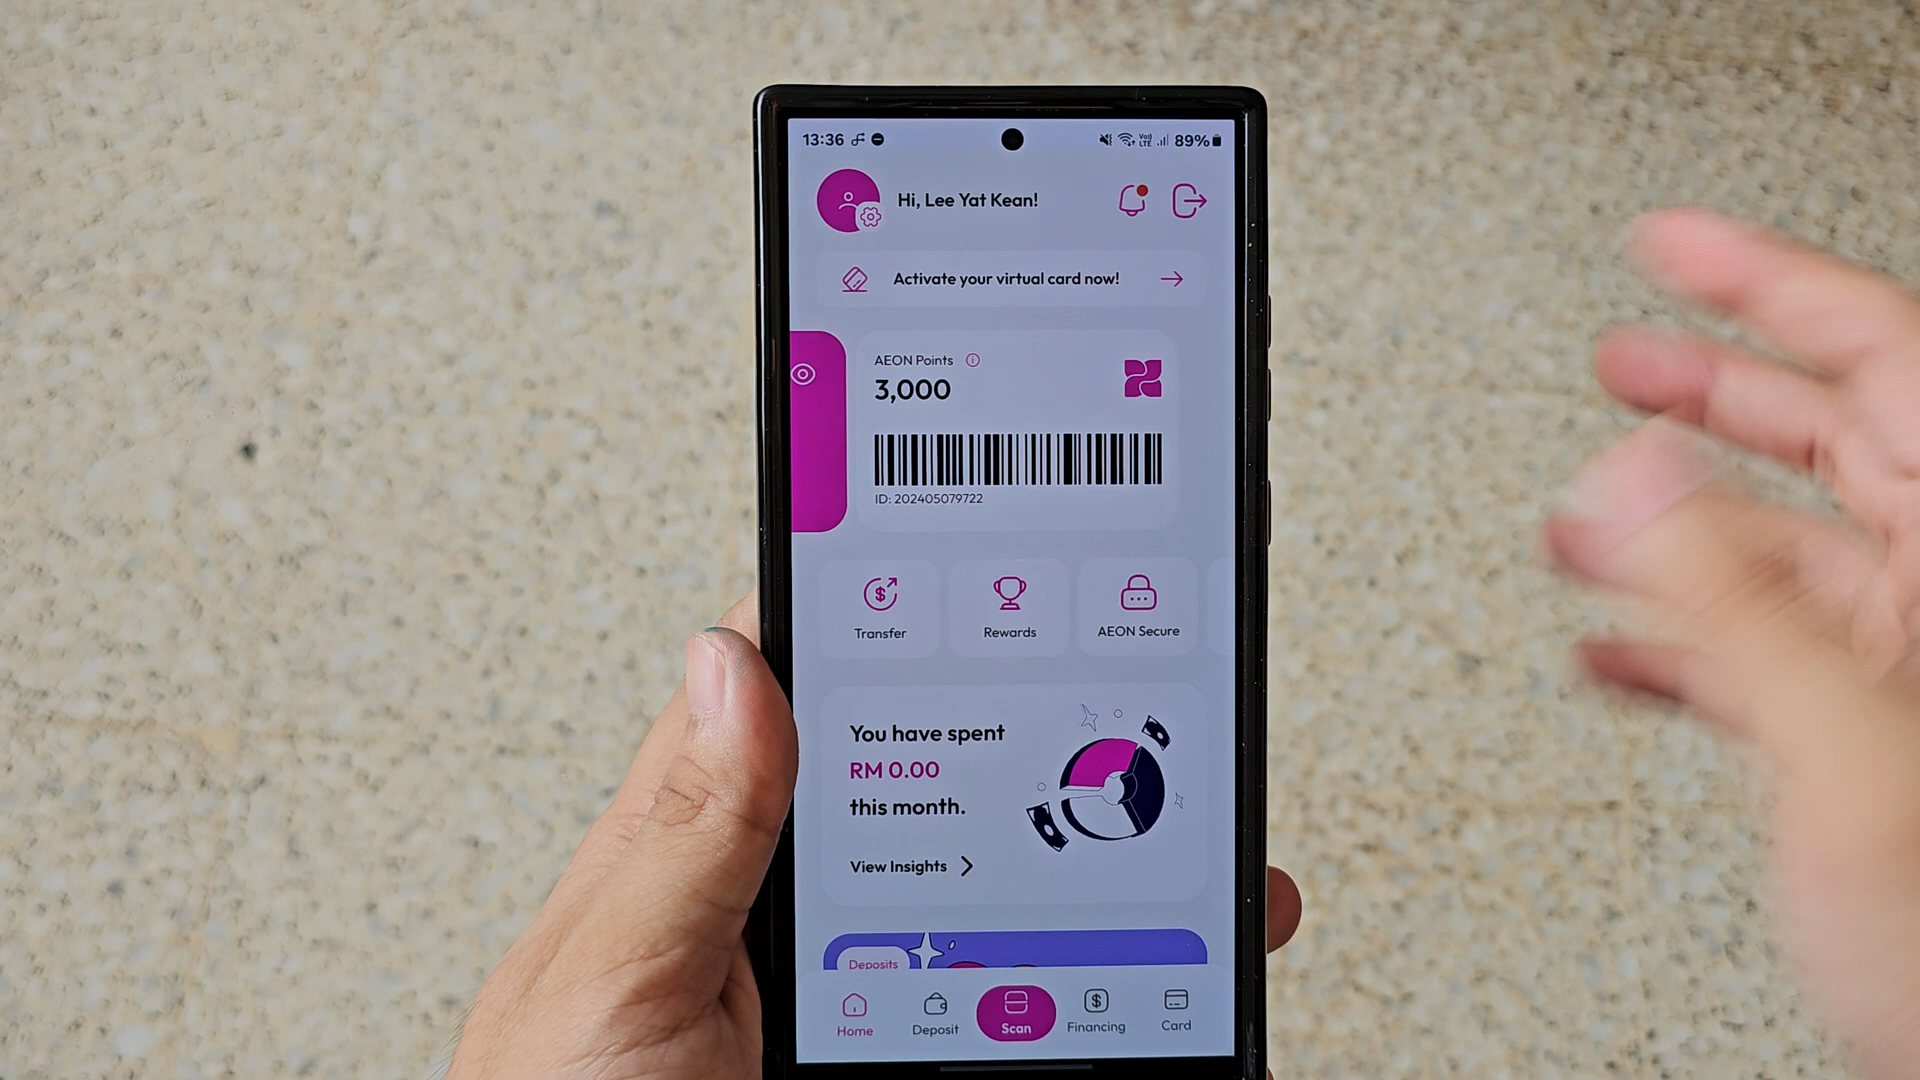 13:36
Vo)) LTE
89%
Hi, Lee Yat Kean!
Activate your virtual card now!
AEON Points
3,000
ID: 202405079722
Transfer
Rewards
AEON Secure
You have spent
RM 0.00
this month.
View Insights
Deposits
Home
Deposit
Scan
Financing
Card